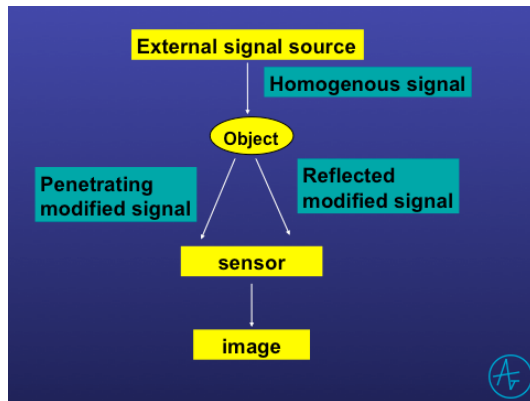 External signal source
Homogenous signal
Object
Penetrating
modified signal
Reflected
modified signal
sensor
image